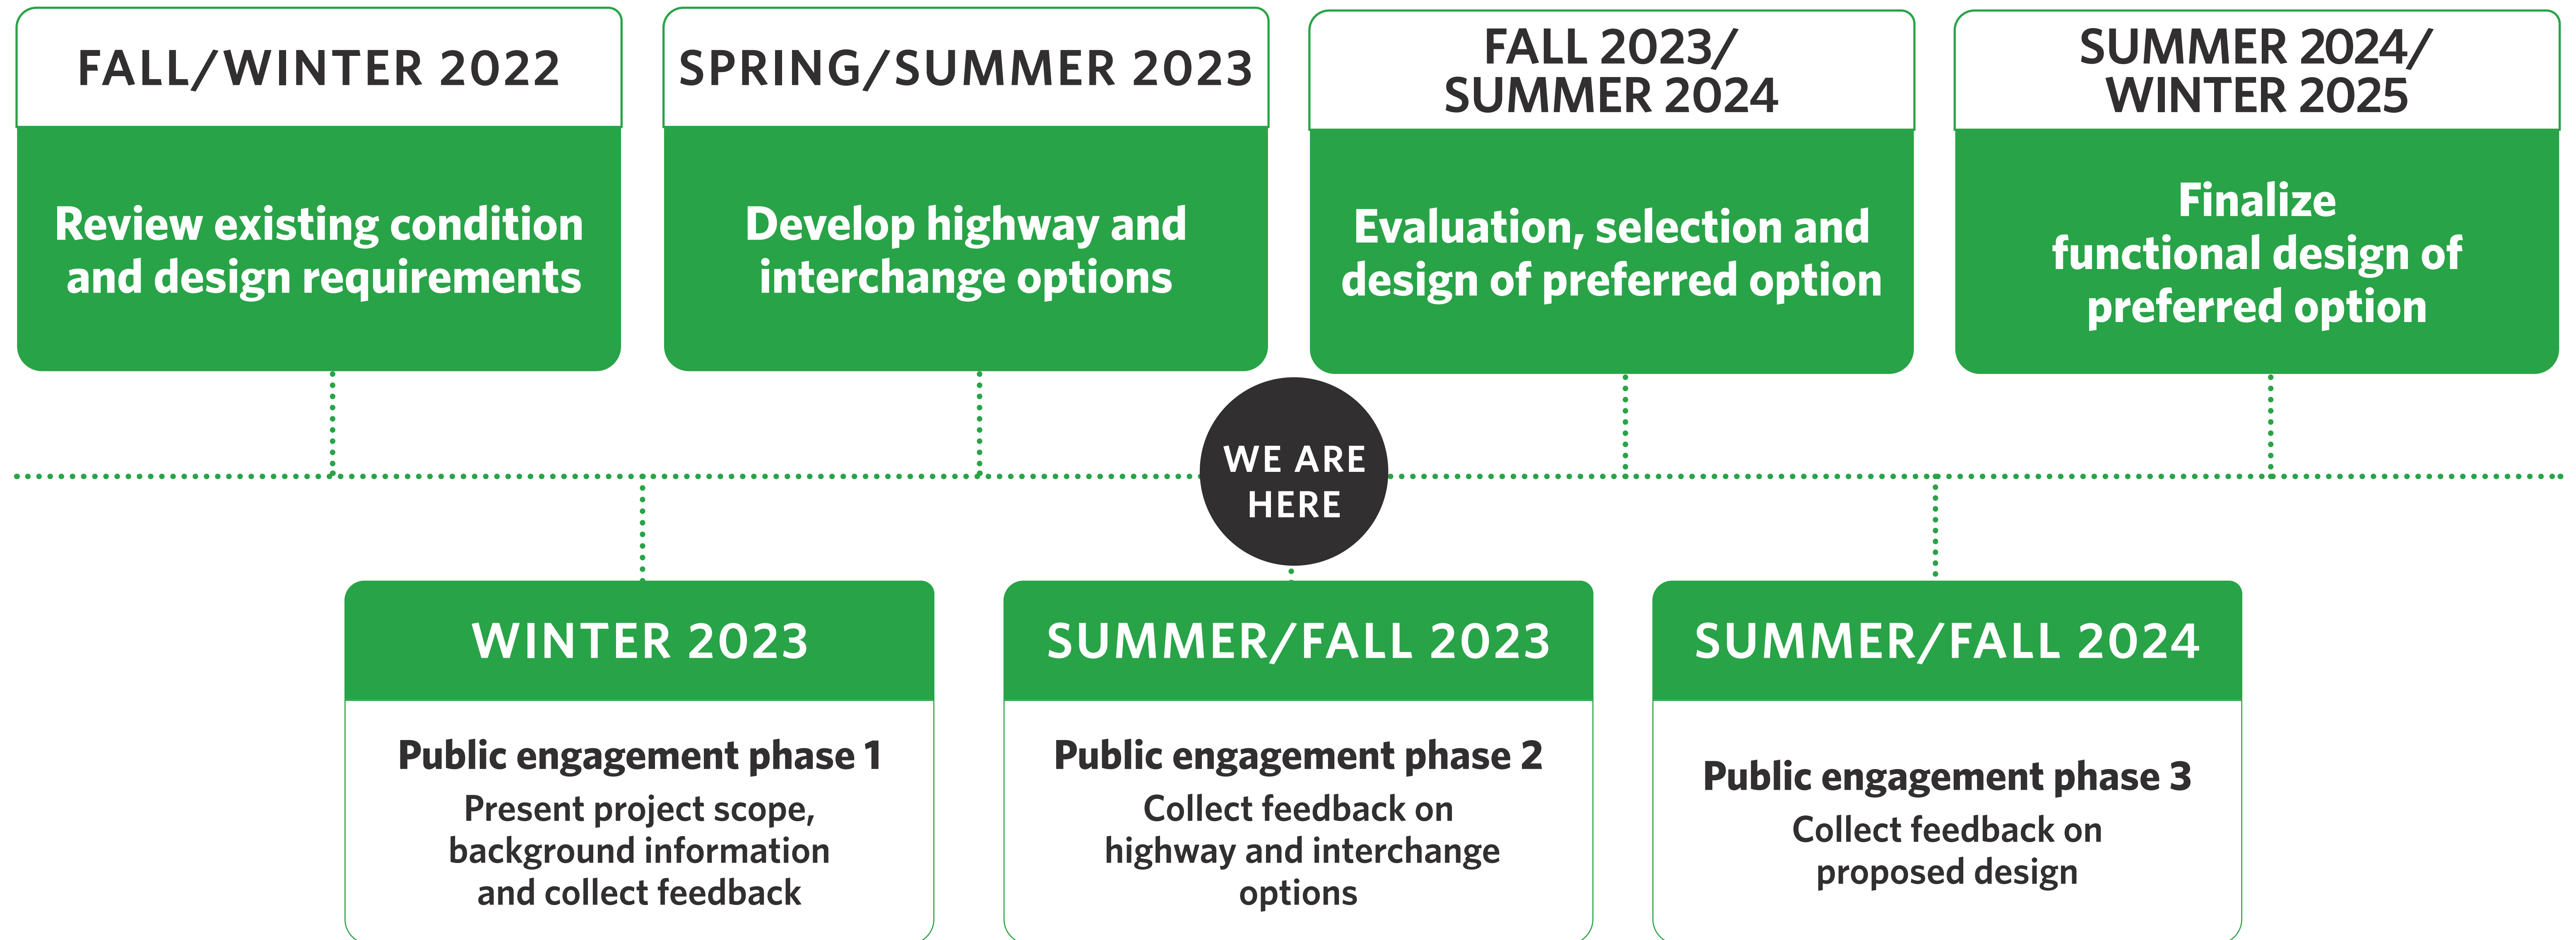 FALL/WINTER 2022
Review existing condition
and design requirements
SPRING/SUMMER 2023
Develop highway and
interchange options
FALL 2023/
SUMMER 2024
Evaluation, selection and
design of preferred option
SUMMER 2024/
WINTER 2025
Finalize
functional design of
preferred option
WE ARE
HERE
WINTER 2023
Public engagement phase 1
Present project scope,
background information
and collect feedback
SUMMER/FALL 2023
Public engagement phase 2
Collect feedback on
highway and interchange
options
SUMMER/FALL 2024
Public engagement phase 3
Collect feedback on
proposed design